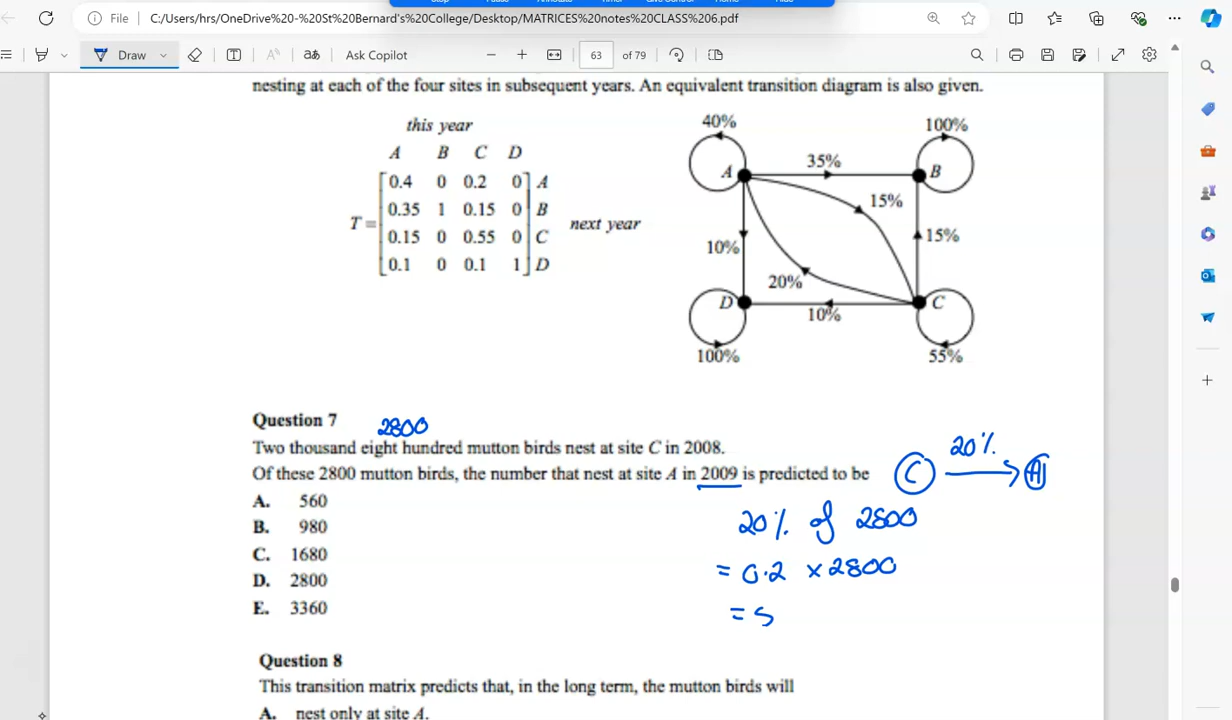 File C:/Users/hrs/OneDrive%20-%20St%20Bernard's%20College/Desktop/MATRICES%20notes%20CLASS%206.pdf
Draw Ask Copilot 63 of 79
nesting at each of the four sites in subsequent years. An equivalent transition diagram is also given.
this year
A B C D
0.4 0 0.2 0 A
0.35 1 0.15 0 B
T = next year
0.15 0 0.55 0 C
0.1 0 0.1 1 D
40% 100%
A 35% B
15%
10% 15%
20%
D 10% C
100% 55%
Question 7
2800
Two thousand eight hundred mutton birds nest at site C in 2008.
Of these 2800 mutton birds, the number that nest at site A in 2009 is predicted to be
A. 560
B. 980
C. 1680
D. 2800
E. 3360
C 20% A
20% of 2800
= 0.2 × 2800
= 5
Question 8
This transition matrix predicts that, in the long term, the mutton birds will
A. nest only at site A.